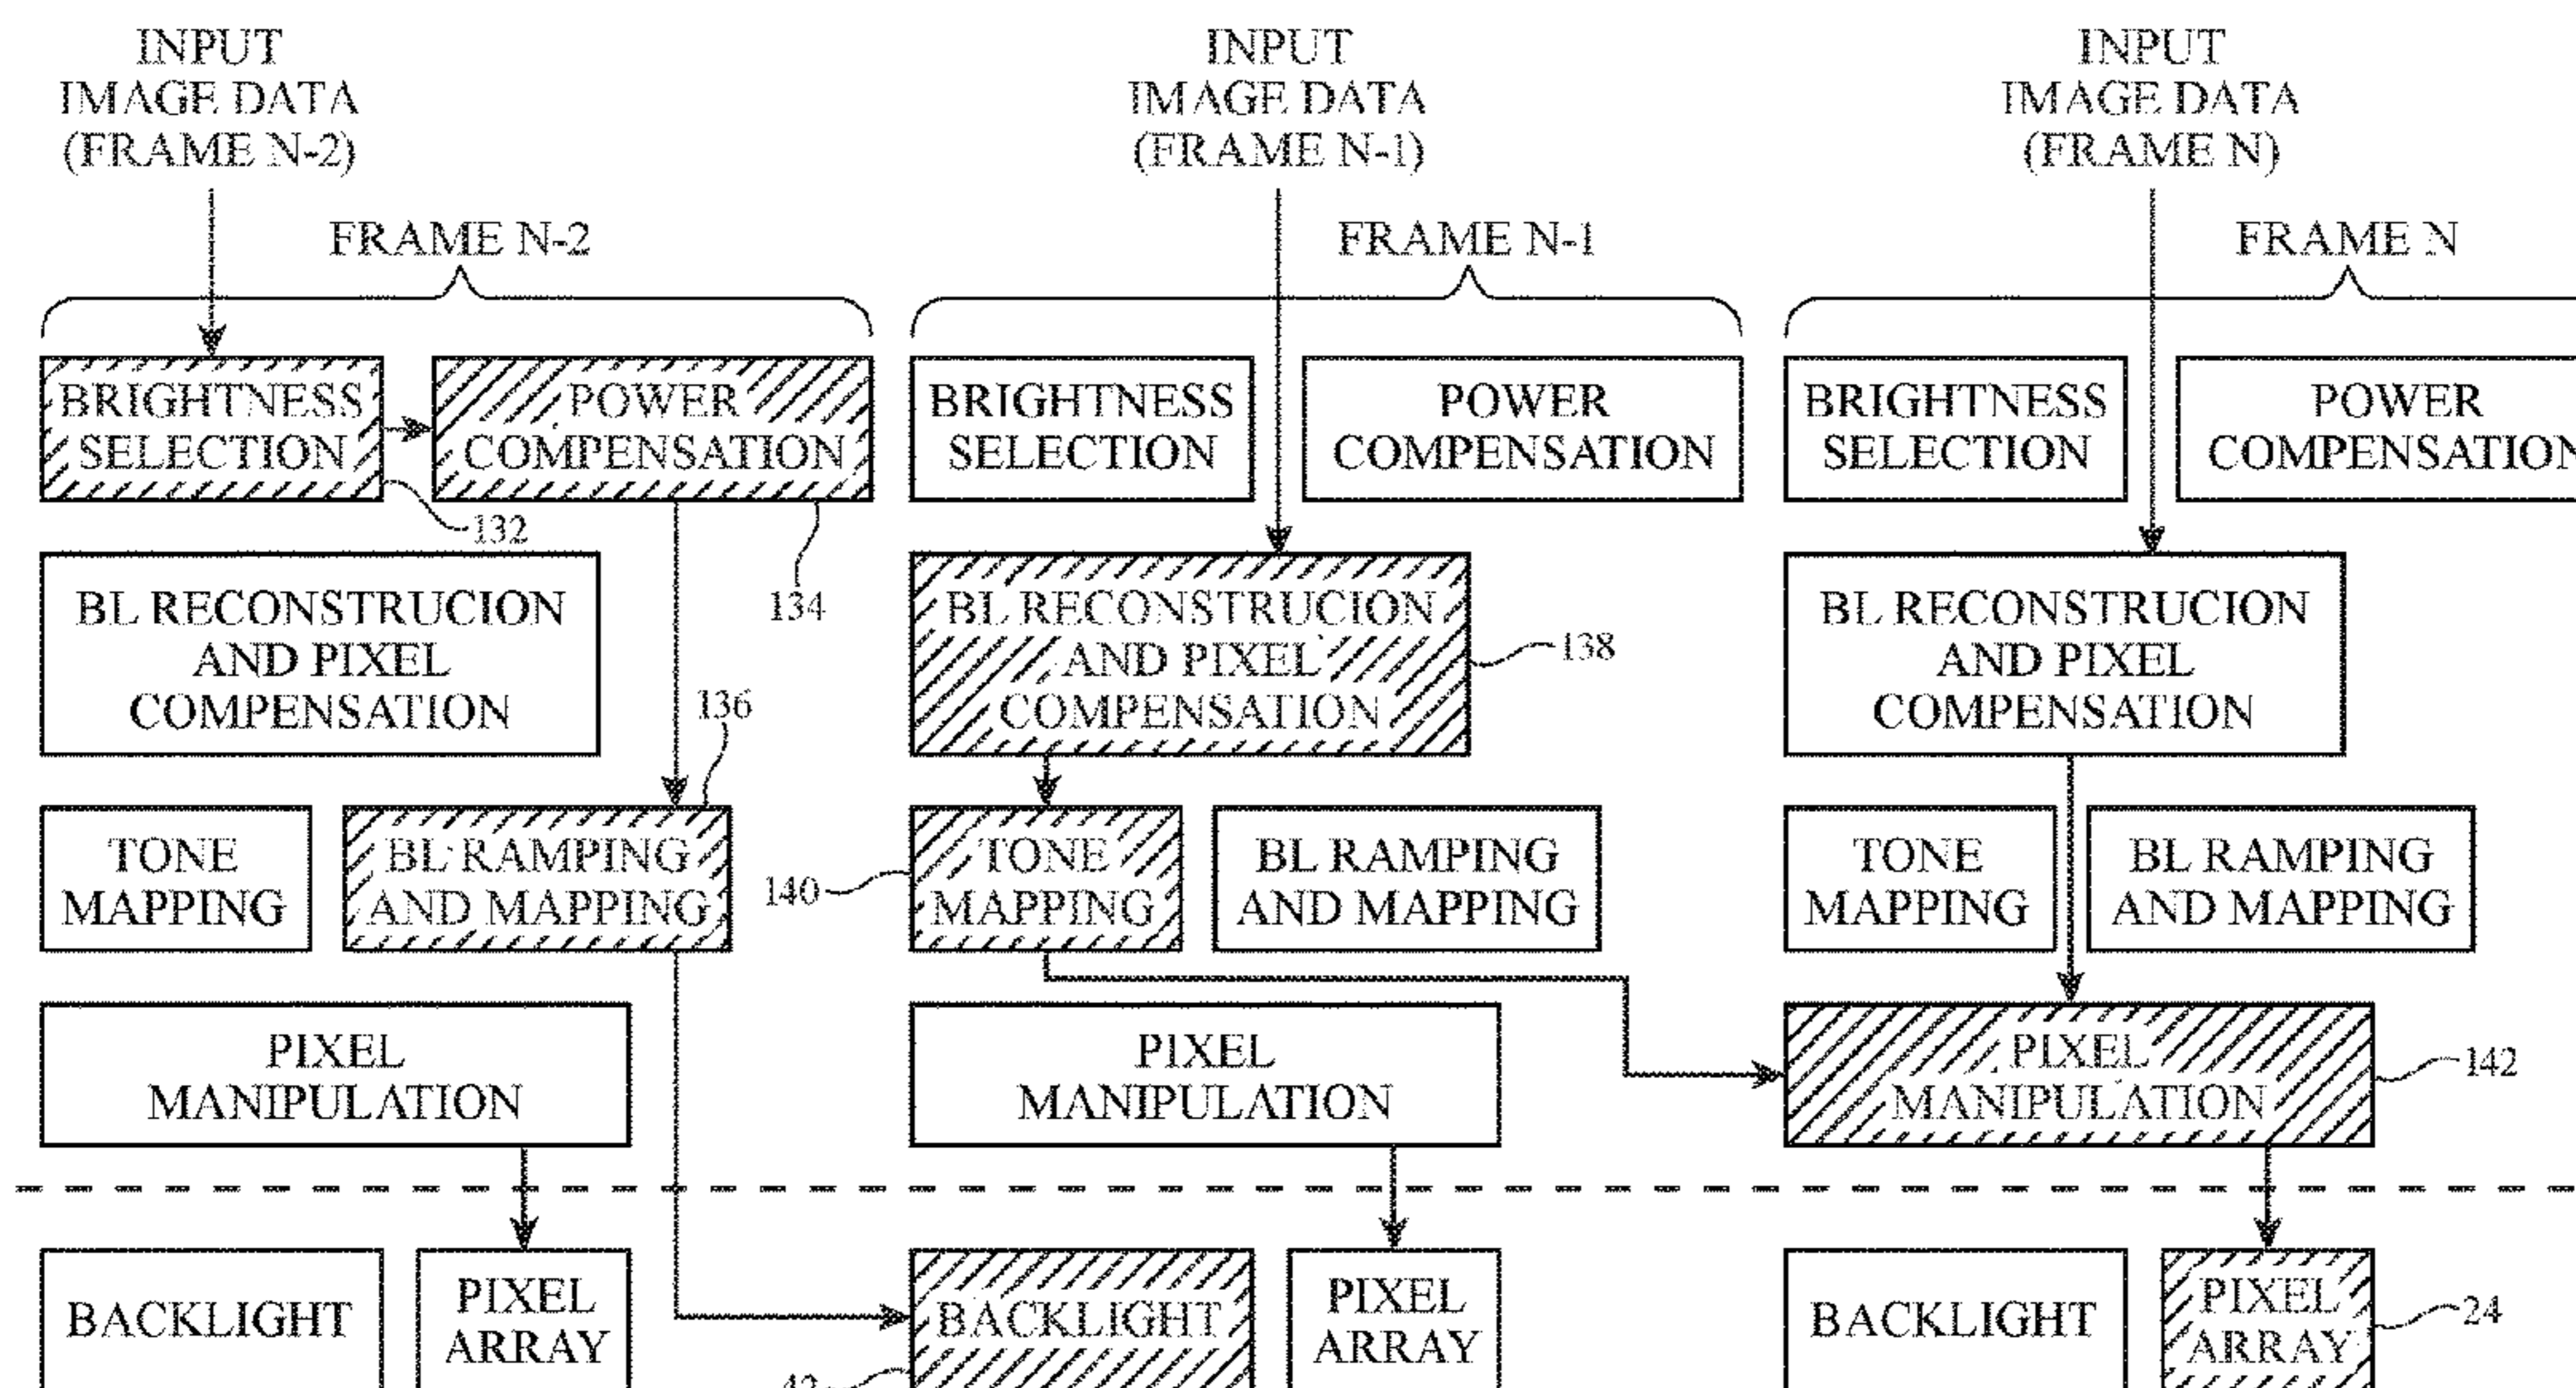 INPUT
IMAGE DATA
(FRAME N-2)
INPUT
IMAGE DATA
(FRAME N-1)
INPUT
IMAGE DATA
(FRAME N)
FRAME N-2
FRAME N-1
FRAME N
BRIGHTNESS
SELECTION
POWER
COMPENSATION
BRIGHTNESS
SELECTION
POWER
COMPENSATION
BRIGHTNESS
SELECTION
POWER
COMPENSATION
132
134
BL RECONSTRUCION
AND PIXEL
COMPENSATION
BL RECONSTRUCION
AND PIXEL
COMPENSATION
138
BL RECONSTRUCION
AND PIXEL
COMPENSATION
136
TONE
MAPPING
BL RAMPING
AND MAPPING
140
TONE
MAPPING
BL RAMPING
AND MAPPING
TONE
MAPPING
BL RAMPING
AND MAPPING
PIXEL
MANIPULATION
PIXEL
MANIPULATION
PIXEL
MANIPULATION
142
BACKLIGHT
PIXEL
ARRAY
BACKLIGHT
PIXEL
ARRAY
BACKLIGHT
PIXEL
ARRAY
24